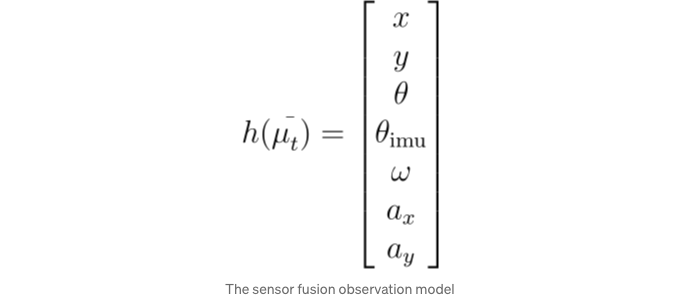 x
y
θ
h(μ̄_t) = θ_imu
ω
a_x
a_y
The sensor fusion observation model